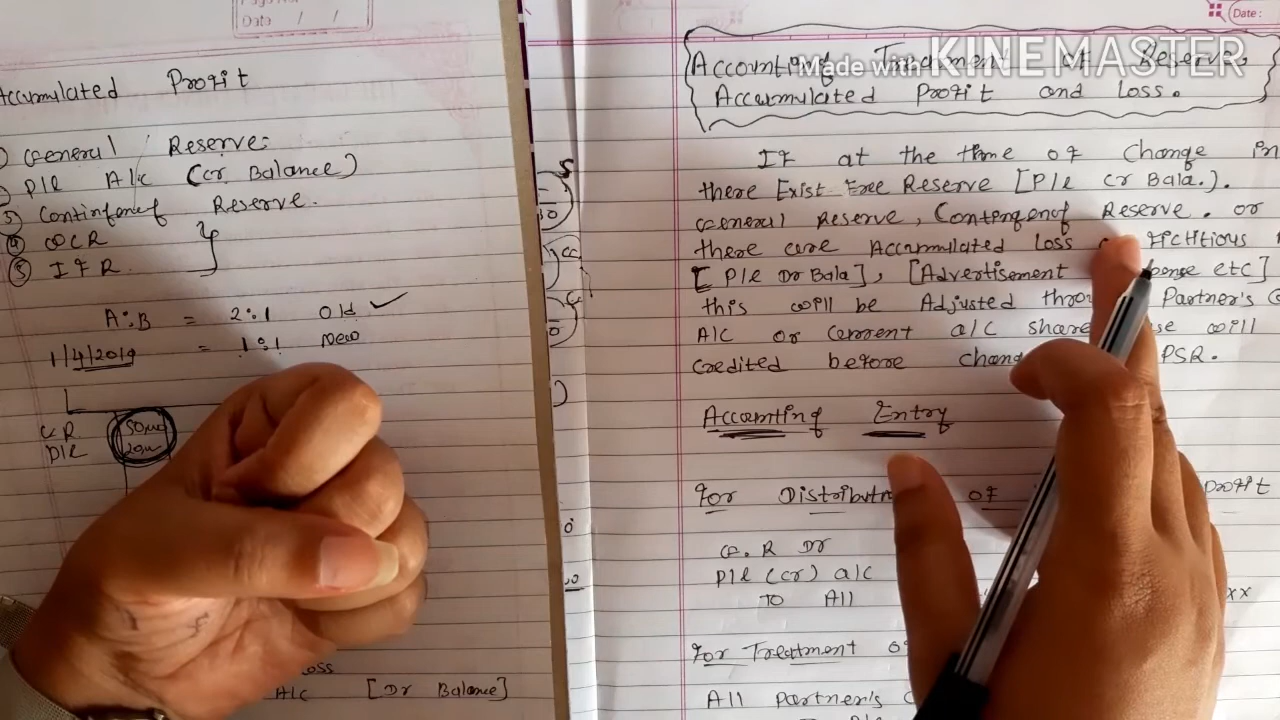 Date / /
Accumulated Profit
General Reserve:
P/L A/c (Cr Balance)
③ Contingency Reserve.
④ WCR
⑤ IFR
A:B = 2:1 Old ✓
1/4/2019 = 1:1 New
G.R
P/L
Loss
A/C [Dr Balance]
Date:
Made with KINEMASTER
Accounting Treatment of Reserve,
Accumulated Profit and Loss.
If at the time of Change in
there Exist Free Reserve [P/L Cr Bala.).
General Reserve, Contingency Reserve. or
there are Accumulated Loss Fictitious
[P/L Dr Bala], [Advertisement etc]
this will be Adjusted Partner's
A/C or Current a/c will
Credited before PSR.
Accounting Entry
For of Profit
G.R Dr
P/L (Cr) a/c
To All xx
For Treatment
All Partner's